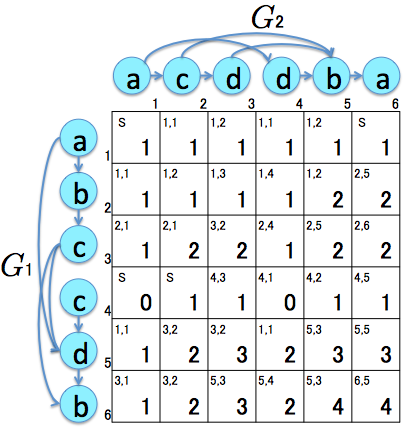 G2
a c d d b a
1 2 3 4 5 6
G1
a 1 S 1 1,1 1 1,2 1 1,1 1 1,2 1 S 1
b 2 1,1 1 1,2 1 1,3 1 1,4 1 1,2 2 2,5 2
c 3 2,1 1 2,1 2 3,2 2 2,4 1 2,5 2 2,6 2
c 4 S 0 S 1 4,3 1 4,1 0 4,2 1 4,5 1
d 5 1,1 1 3,2 2 3,2 3 1,1 2 5,3 3 5,5 3
b 6 3,1 1 3,2 2 5,3 3 5,4 2 5,3 4 6,5 4